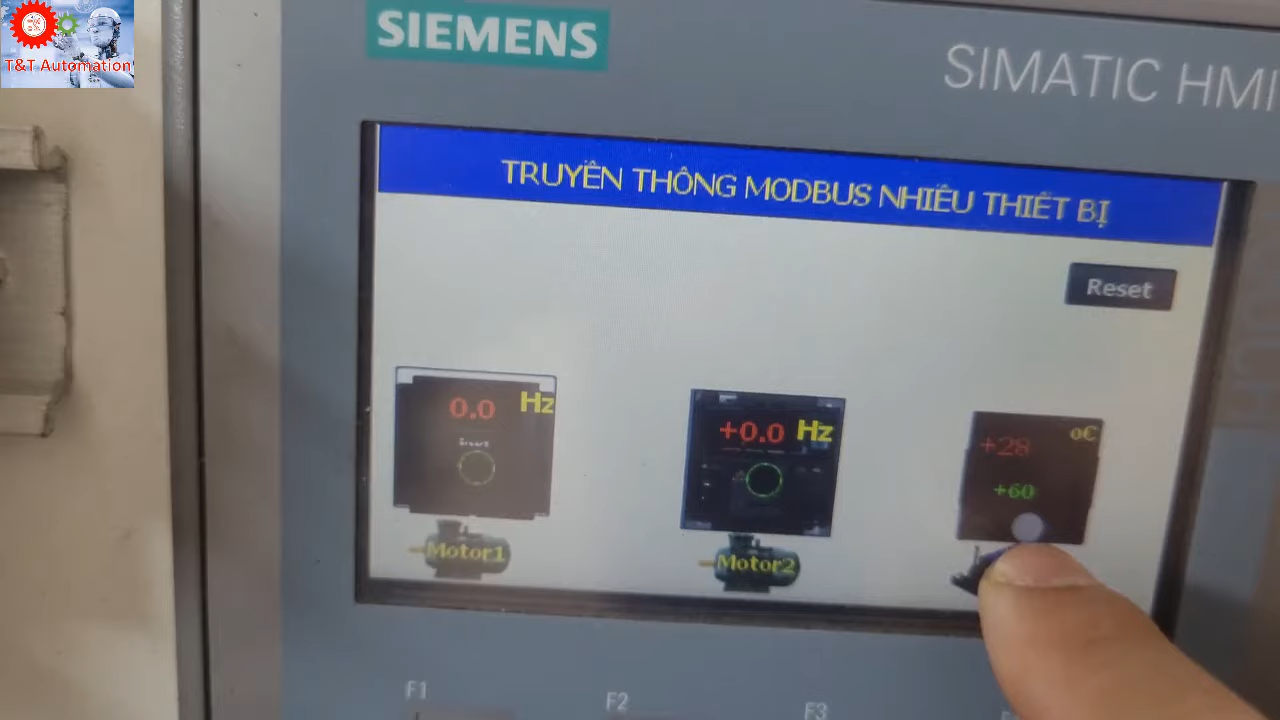 T&T Automation
SIEMENS
SIMATIC HMI
TRUYỀN THÔNG MODBUS NHIỀU THIẾT BỊ
Reset
0.0 Hz
+0.0 Hz
+28 oC
+60
Motor1
Motor2
F1
F2
F3